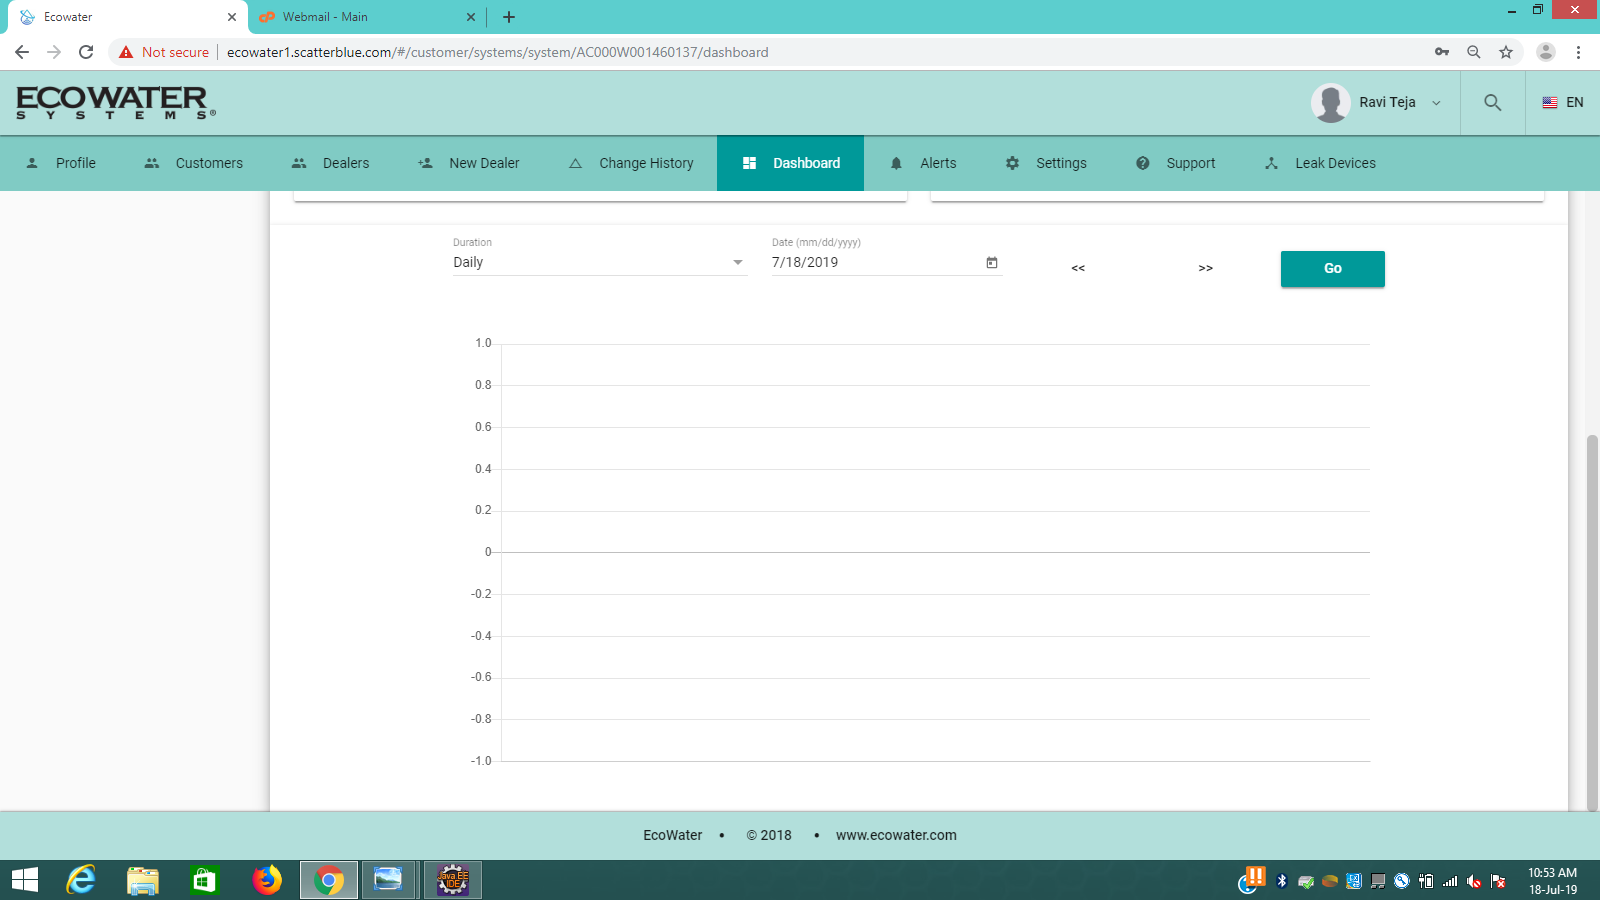 Ecowater
Webmail - Main
Not secure
ecowater1.scatterblue.com/#/customer/systems/system/AC000W001460137/dashboard
ECOWATER
SYSTEMS®
Ravi Teja
EN
Profile
Customers
Dealers
New Dealer
Change History
Dashboard
Alerts
Settings
Support
Leak Devices
Duration
Daily
Date (mm/dd/yyyy)
7/18/2019
<<
>>
Go
1.0
0.8
0.6
0.4
0.2
0
-0.2
-0.4
-0.6
-0.8
-1.0
EcoWater • © 2018 • www.ecowater.com
Java EE
IDE
10:53 AM
18-Jul-19